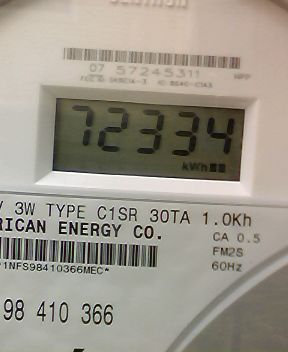 07 57245311
72334
kWh
V 3W TYPE C1SR 30TA 1.0Kh
RICAN ENERGY CO.
CA 0.5
FM2S
60Hz
*1NFS98410366MEC*
98 410 366